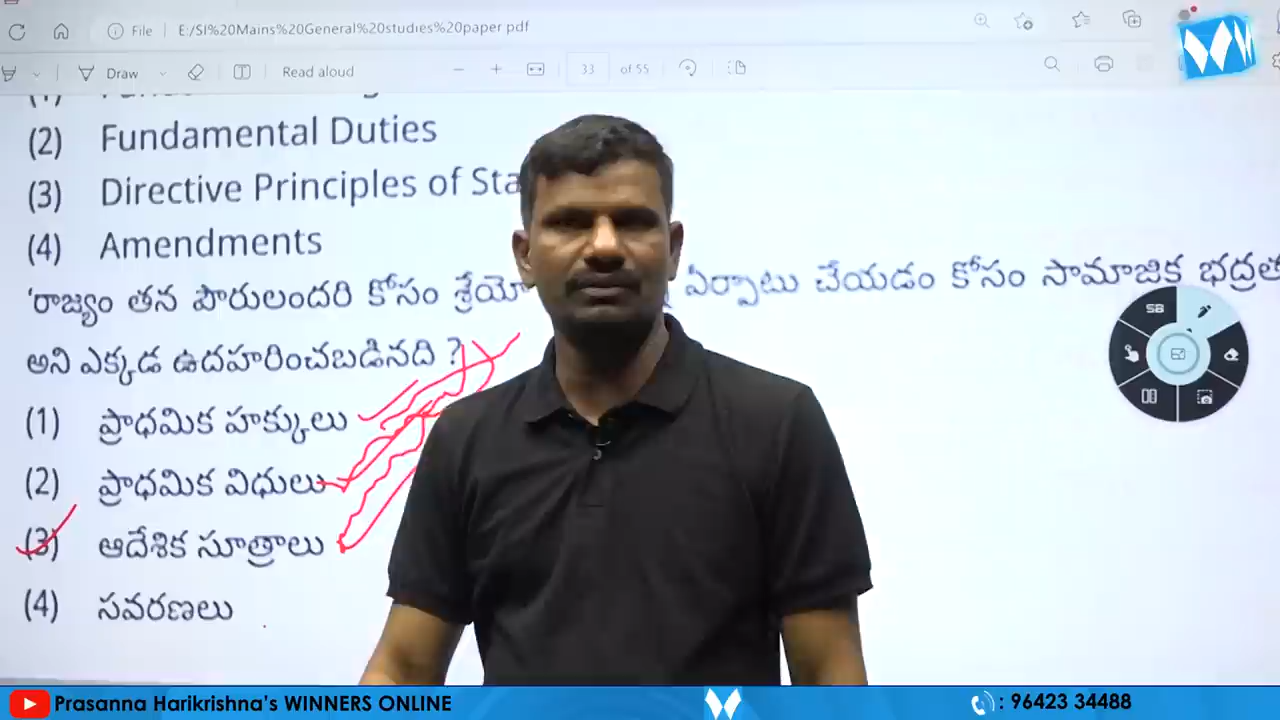 File E:/SI%20Mains%20General%20studies%20paper.pdf
Draw Read aloud 33 of 55
(2) Fundamental Duties
(3) Directive Principles of Sta
(4) Amendments
'రాజ్యం తన పౌరులందరి కోసం శ్రేయో ఏర్పాటు చేయడం కోసం సామాజిక భద్రత
అని ఎక్కడ ఉదహరించబడినది ?
(1) ప్రాధమిక హక్కులు
(2) ప్రాధమిక విధులు
(3) ఆదేశిక సూత్రాలు
(4) సవరణలు
SB
Prasanna Harikrishna's WINNERS ONLINE
: 96423 34488